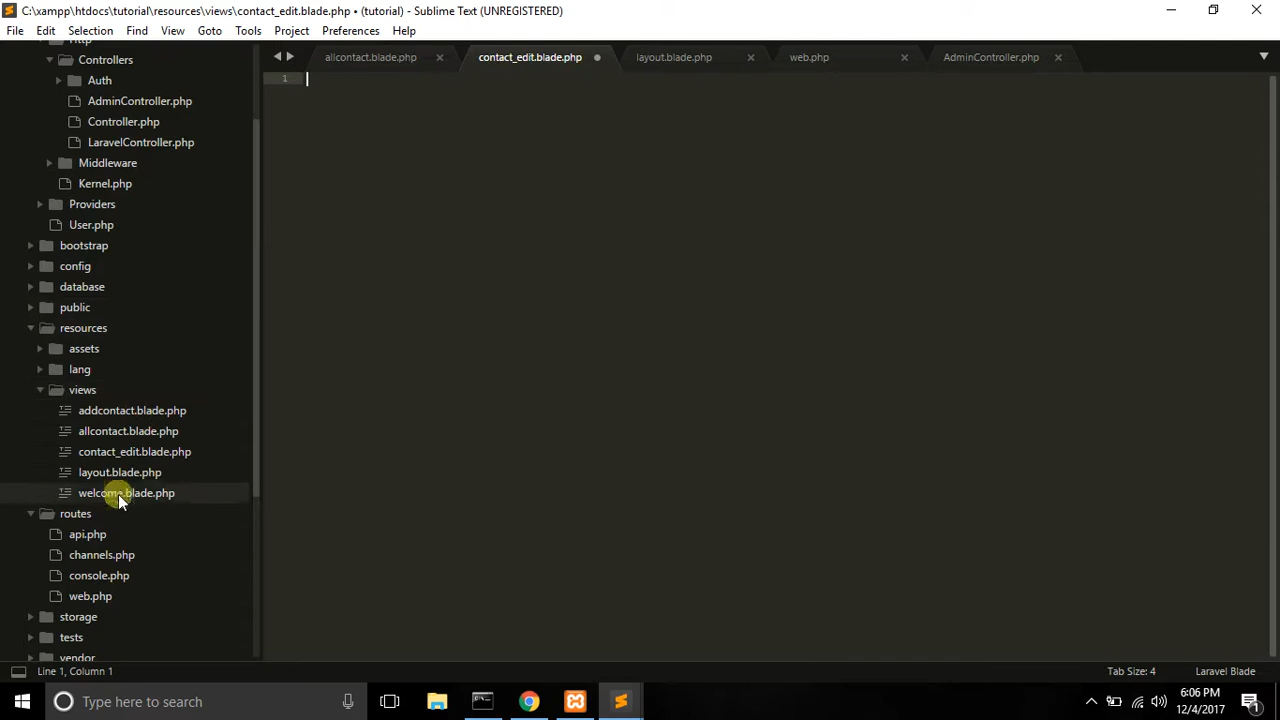 C:\xampp\htdocs\tutorial\resources\views\contact_edit.blade.php • (tutorial) - Sublime Text (UNREGISTERED)
File Edit Selection Find View Goto Tools Project Preferences Help
Http
Controllers
Auth
AdminController.php
Controller.php
LaravelController.php
Middleware
Kernel.php
Providers
User.php
bootstrap
config
database
public
resources
assets
lang
views
addcontact.blade.php
allcontact.blade.php
contact_edit.blade.php
layout.blade.php
welcome.blade.php
routes
api.php
channels.php
console.php
web.php
storage
tests
vendor
allcontact.blade.php contact_edit.blade.php layout.blade.php web.php AdminController.php
1
Line 1, Column 1 Tab Size: 4 Laravel Blade
Type here to search
6:06 PM
12/4/2017
1